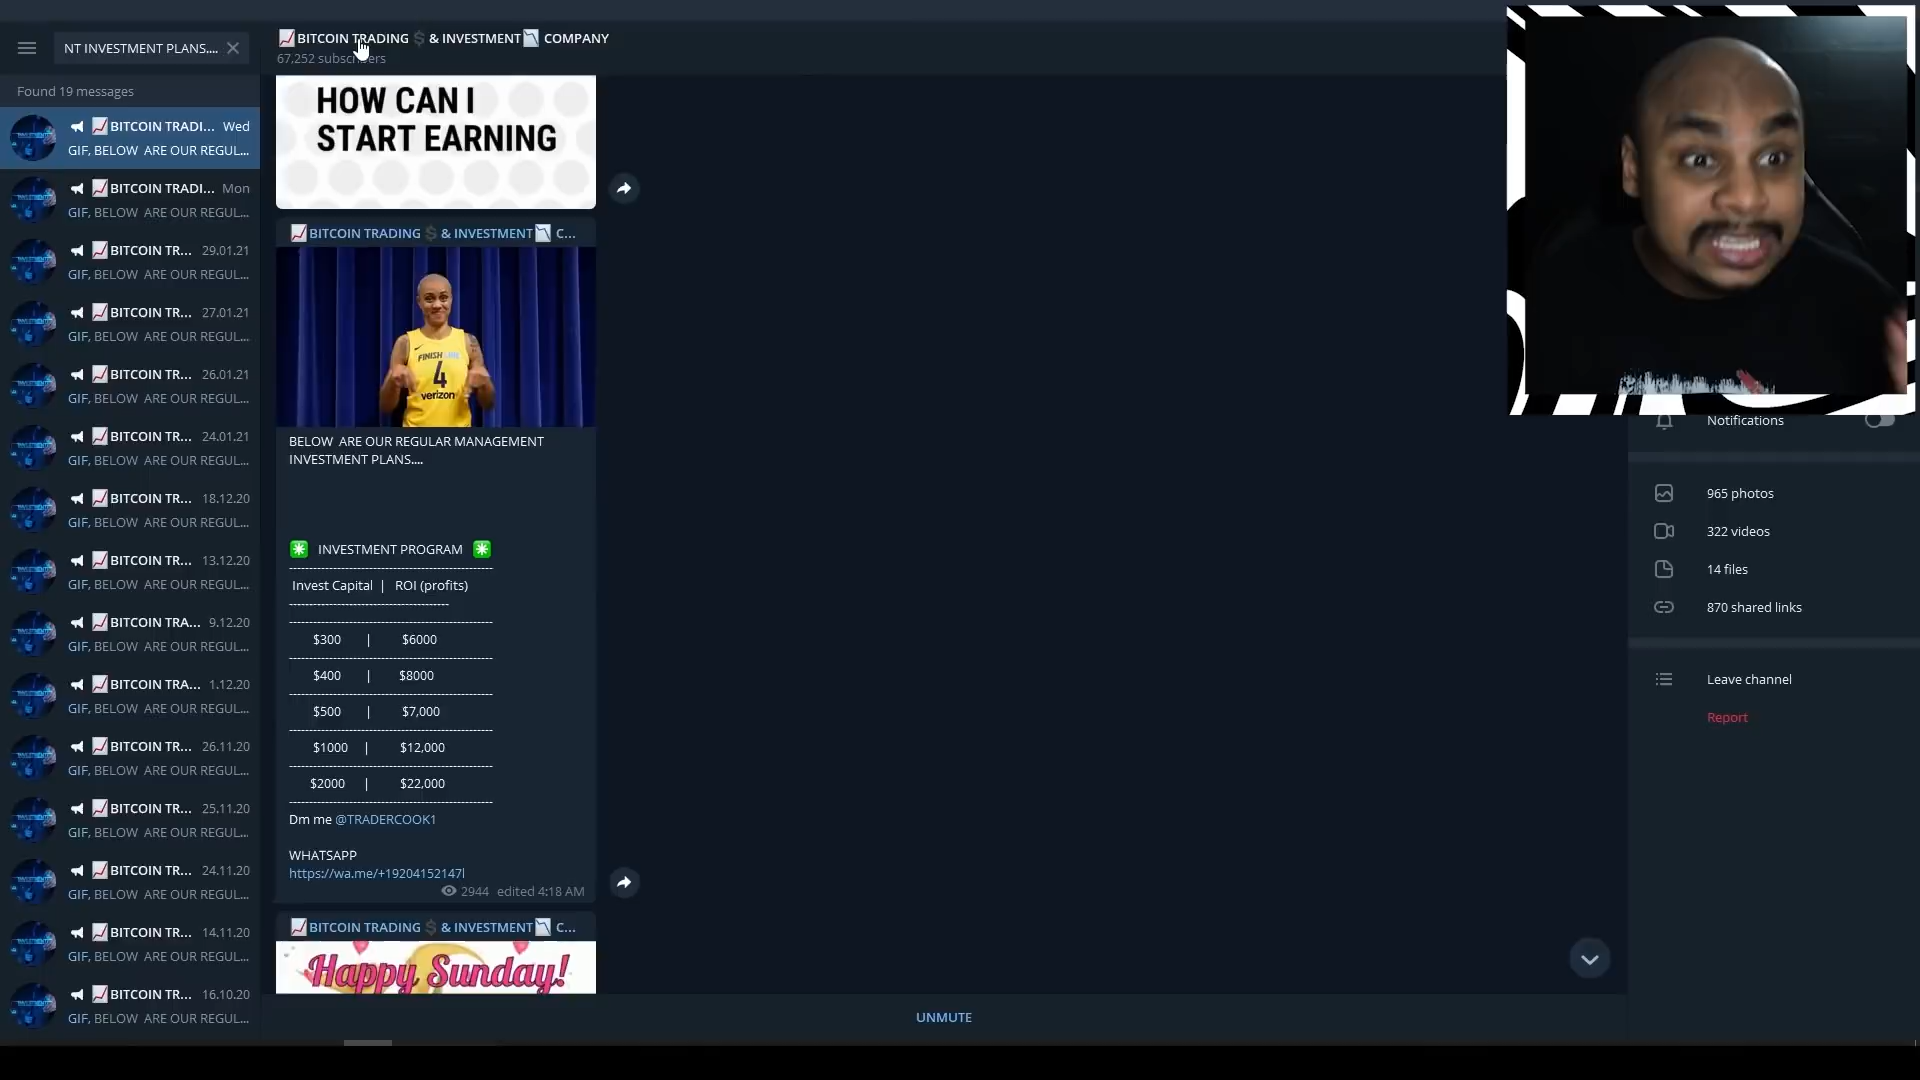 NT INVESTMENT PLANS....
Found 19 messages
BITCOIN TRADI... Wed
GIF, BELOW ARE OUR REGUL...
BITCOIN TRADI... Mon
GIF, BELOW ARE OUR REGUL...
BITCOIN TR... 29.01.21
GIF, BELOW ARE OUR REGUL...
BITCOIN TR... 27.01.21
GIF, BELOW ARE OUR REGUL...
BITCOIN TR... 26.01.21
GIF, BELOW ARE OUR REGUL...
BITCOIN TR... 24.01.21
GIF, BELOW ARE OUR REGUL...
BITCOIN TR... 18.12.20
GIF, BELOW ARE OUR REGUL...
BITCOIN TR... 13.12.20
GIF, BELOW ARE OUR REGUL...
BITCOIN TRA... 9.12.20
GIF, BELOW ARE OUR REGUL...
BITCOIN TRA... 1.12.20
GIF, BELOW ARE OUR REGUL...
BITCOIN TR... 26.11.20
GIF, BELOW ARE OUR REGUL...
BITCOIN TR... 25.11.20
GIF, BELOW ARE OUR REGUL...
BITCOIN TR... 24.11.20
GIF, BELOW ARE OUR REGUL...
BITCOIN TR... 14.11.20
GIF, BELOW ARE OUR REGUL...
BITCOIN TR... 16.10.20
GIF, BELOW ARE OUR REGUL...
📈BITCOIN TRADING 💲 & INVESTMENT📉 COMPANY
67,252 subscribers
HOW CAN I
START EARNING
📈BITCOIN TRADING 💲 & INVESTMENT📉 C...
FINISH LINE
4
verizon
BELOW ARE OUR REGULAR MANAGEMENT
INVESTMENT PLANS....
✳️ INVESTMENT PROGRAM ✳️
---------------------------------------------------
Invest Capital | ROI (profits)
----------------------------------------
---------------------------------------------------
$300 | $6000
---------------------------------------------------
$400 | $8000
---------------------------------------------------
$500 | $7,000
---------------------------------------------------
$1000 | $12,000
---------------------------------------------------
$2000 | $22,000
---------------------------------------------------
Dm me @TRADERCOOK1
WHATSAPP
https://wa.me/+19204152147l
2944 edited 4:18 AM
📈BITCOIN TRADING 💲 & INVESTMENT📉 C...
Happy Sunday!
UNMUTE
Notifications
965 photos
322 videos
14 files
870 shared links
Leave channel
Report